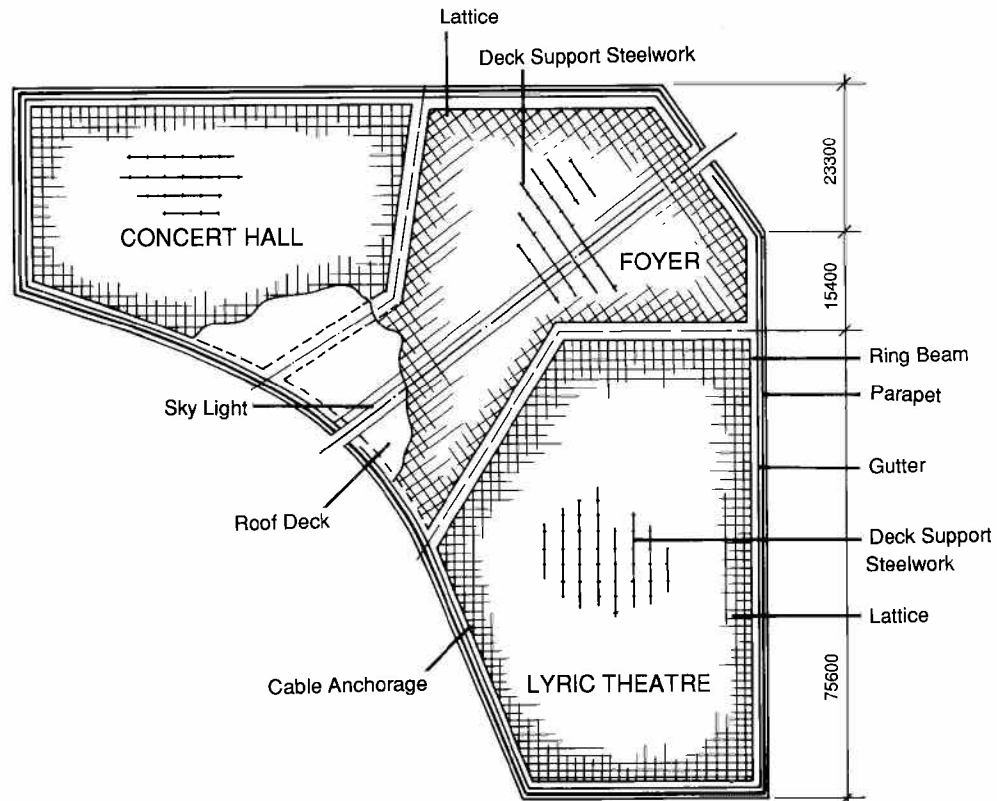 Lattice
Deck Support Steelwork
23300
CONCERT HALL
FOYER
15400
Ring Beam
Parapet
Sky Light
Gutter
Roof Deck
Deck Support
Steelwork
Lattice
Cable Anchorage
LYRIC THEATRE
75600